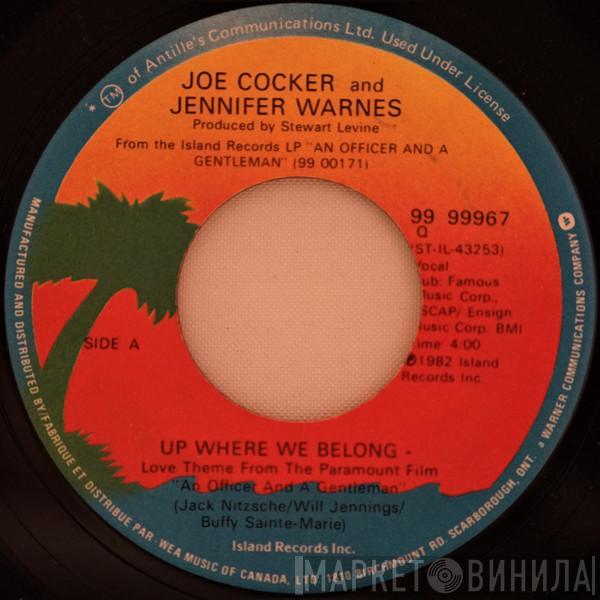 * TM of Antille's Communications Ltd. Used Under License
JOE COCKER and
JENNIFER WARNES
Produced by Stewart Levine
From the Island Records LP "AN OFFICER AND A
GENTLEMAN" (99 00171)
99 99967
Q
(ST-IL-43253)
Vocal
ub: Famous
Music Corp.,
SCAP/ Ensign
Music Corp. BMI
Time: 4:00
℗1982 Island
Records Inc.
SIDE A
UP WHERE WE BELONG -
Love Theme From The Paramount Film
"An Officer And A Gentleman"
(Jack Nitzsche/Will Jennings/
Buffy Sainte-Marie)
Island Records Inc.
MANUFACTURED AND DISTRIBUTED BY/FABRIQUE ET DISTRIBUE PAR -WEA MUSIC OF CANADA, LTD. 1810 BIRCHMOUNT RD. SCARBOROUGH, ONT. a WARNER COMMUNICATIONS COMPANY
МАРКЕТОВИНИЛА